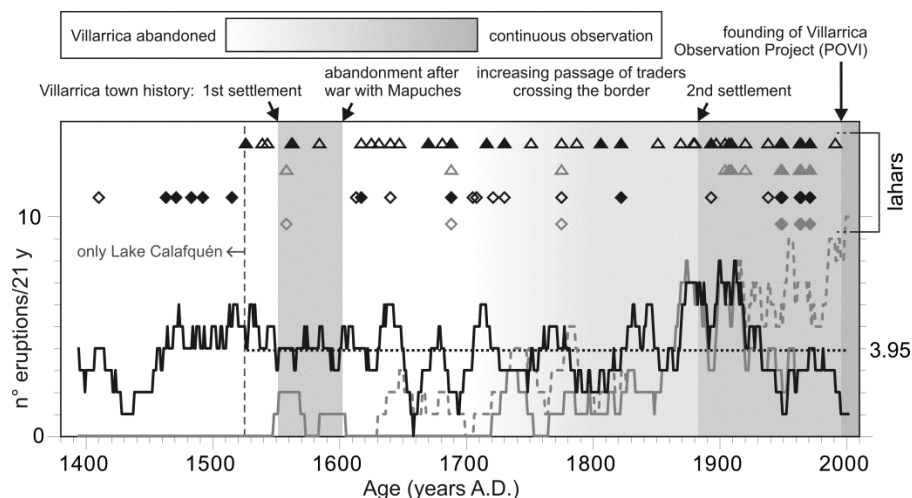 Villarrica abandoned
continuous observation
founding of Villarrica
Observation Project (POVI)
abandonment after
war with Mapuches
increasing passage of traders
crossing the border
Villarrica town history:
1st settlement
2nd settlement
lahars
only Lake Calafquén ←
10
0
n° eruptions/21 y
3.95
1400
1500
1600
1700
1800
1900
2000
Age (years A.D.)